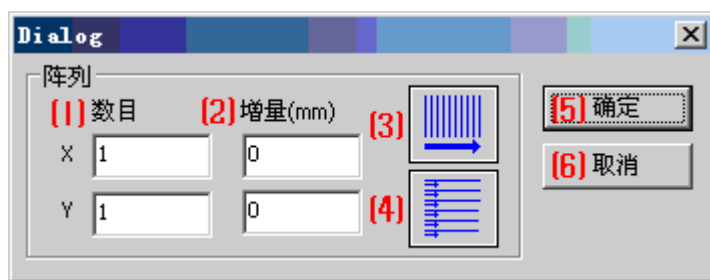 Dialog
阵列
(1) 数目 (2) 增量(mm) (3)
X 1 0
Y 1 0 (4)
(5) 确定
(6) 取消